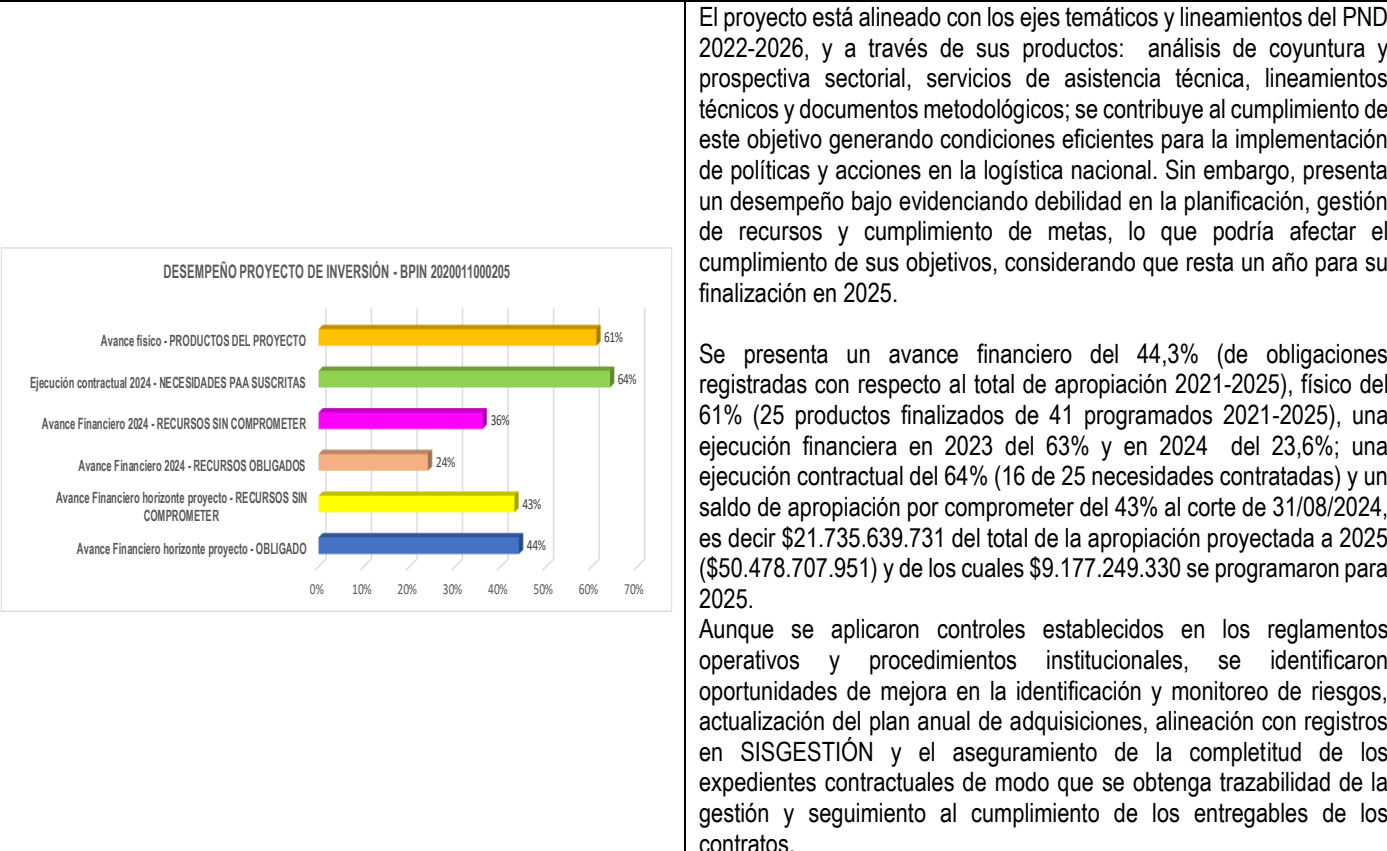 DESEMPEÑO PROYECTO DE INVERSIÓN - BPIN 2020011000205
Avance físico - PRODUCTOS DEL PROYECTO
61%
Ejecución contractual 2024 - NECESIDADES PAA SUSCRITAS
64%
Avance Financiero 2024 - RECURSOS SIN COMPROMETER
36%
Avance Financiero 2024 - RECURSOS OBLIGADOS
24%
Avance Financiero horizonte proyecto - RECURSOS SIN
COMPROMETER
43%
Avance Financiero horizonte proyecto - OBLIGADO
44%
0% 10% 20% 30% 40% 50% 60% 70%
El proyecto está alineado con los ejes temáticos y lineamientos del PND
2022-2026, y a través de sus productos: análisis de coyuntura y
prospectiva sectorial, servicios de asistencia técnica, lineamientos
técnicos y documentos metodológicos; se contribuye al cumplimiento de
este objetivo generando condiciones eficientes para la implementación
de políticas y acciones en la logística nacional. Sin embargo, presenta
un desempeño bajo evidenciando debilidad en la planificación, gestión
de recursos y cumplimiento de metas, lo que podría afectar el
cumplimiento de sus objetivos, considerando que resta un año para su
finalización en 2025.
Se presenta un avance financiero del 44,3% (de obligaciones
registradas con respecto al total de apropiación 2021-2025), físico del
61% (25 productos finalizados de 41 programados 2021-2025), una
ejecución financiera en 2023 del 63% y en 2024 del 23,6%; una
ejecución contractual del 64% (16 de 25 necesidades contratadas) y un
saldo de apropiación por comprometer del 43% al corte de 31/08/2024,
es decir $21.735.639.731 del total de la apropiación proyectada a 2025
($50.478.707.951) y de los cuales $9.177.249.330 se programaron para
2025.
Aunque se aplicaron controles establecidos en los reglamentos
operativos y procedimientos institucionales, se identificaron
oportunidades de mejora en la identificación y monitoreo de riesgos,
actualización del plan anual de adquisiciones, alineación con registros
en SISGESTIÓN y el aseguramiento de la completitud de los
expedientes contractuales de modo que se obtenga trazabilidad de la
gestión y seguimiento al cumplimiento de los entregables de los
contratos.